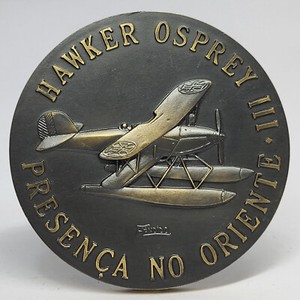 HAWKER OSPREY III
PRESENÇA NO ORIENTE